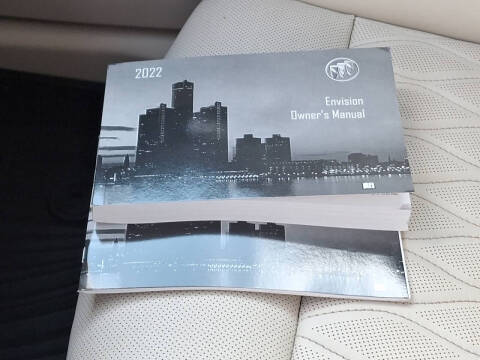 2022
Envision
Owner's Manual